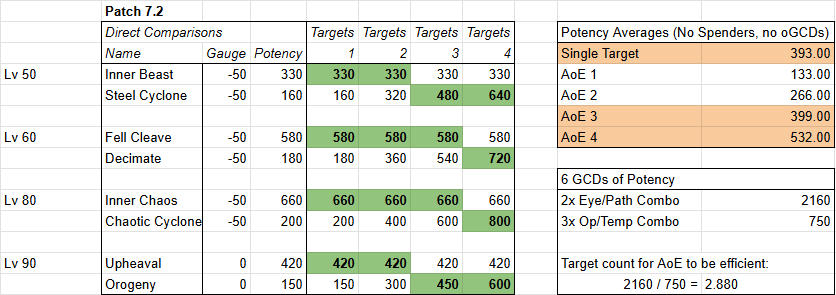 Patch 7.2
Direct Comparisons Targets Targets Targets Targets
Name Gauge Potency 1 2 3 4
Lv 50 Inner Beast -50 330 330 330 330 330
Steel Cyclone -50 160 160 320 480 640
Lv 60 Fell Cleave -50 580 580 580 580 580
Decimate -50 180 180 360 540 720
Lv 80 Inner Chaos -50 660 660 660 660 660
Chaotic Cyclone -50 200 200 400 600 800
Lv 90 Upheaval 0 420 420 420 420 420
Orogeny 0 150 150 300 450 600
Potency Averages (No Spenders, no oGCDs)
Single Target 393.00
AoE 1 133.00
AoE 2 266.00
AoE 3 399.00
AoE 4 532.00
6 GCDs of Potency
2x Eye/Path Combo 2160
3x Op/Temp Combo 750
Target count for AoE to be efficient:
2160 / 750 = 2.880